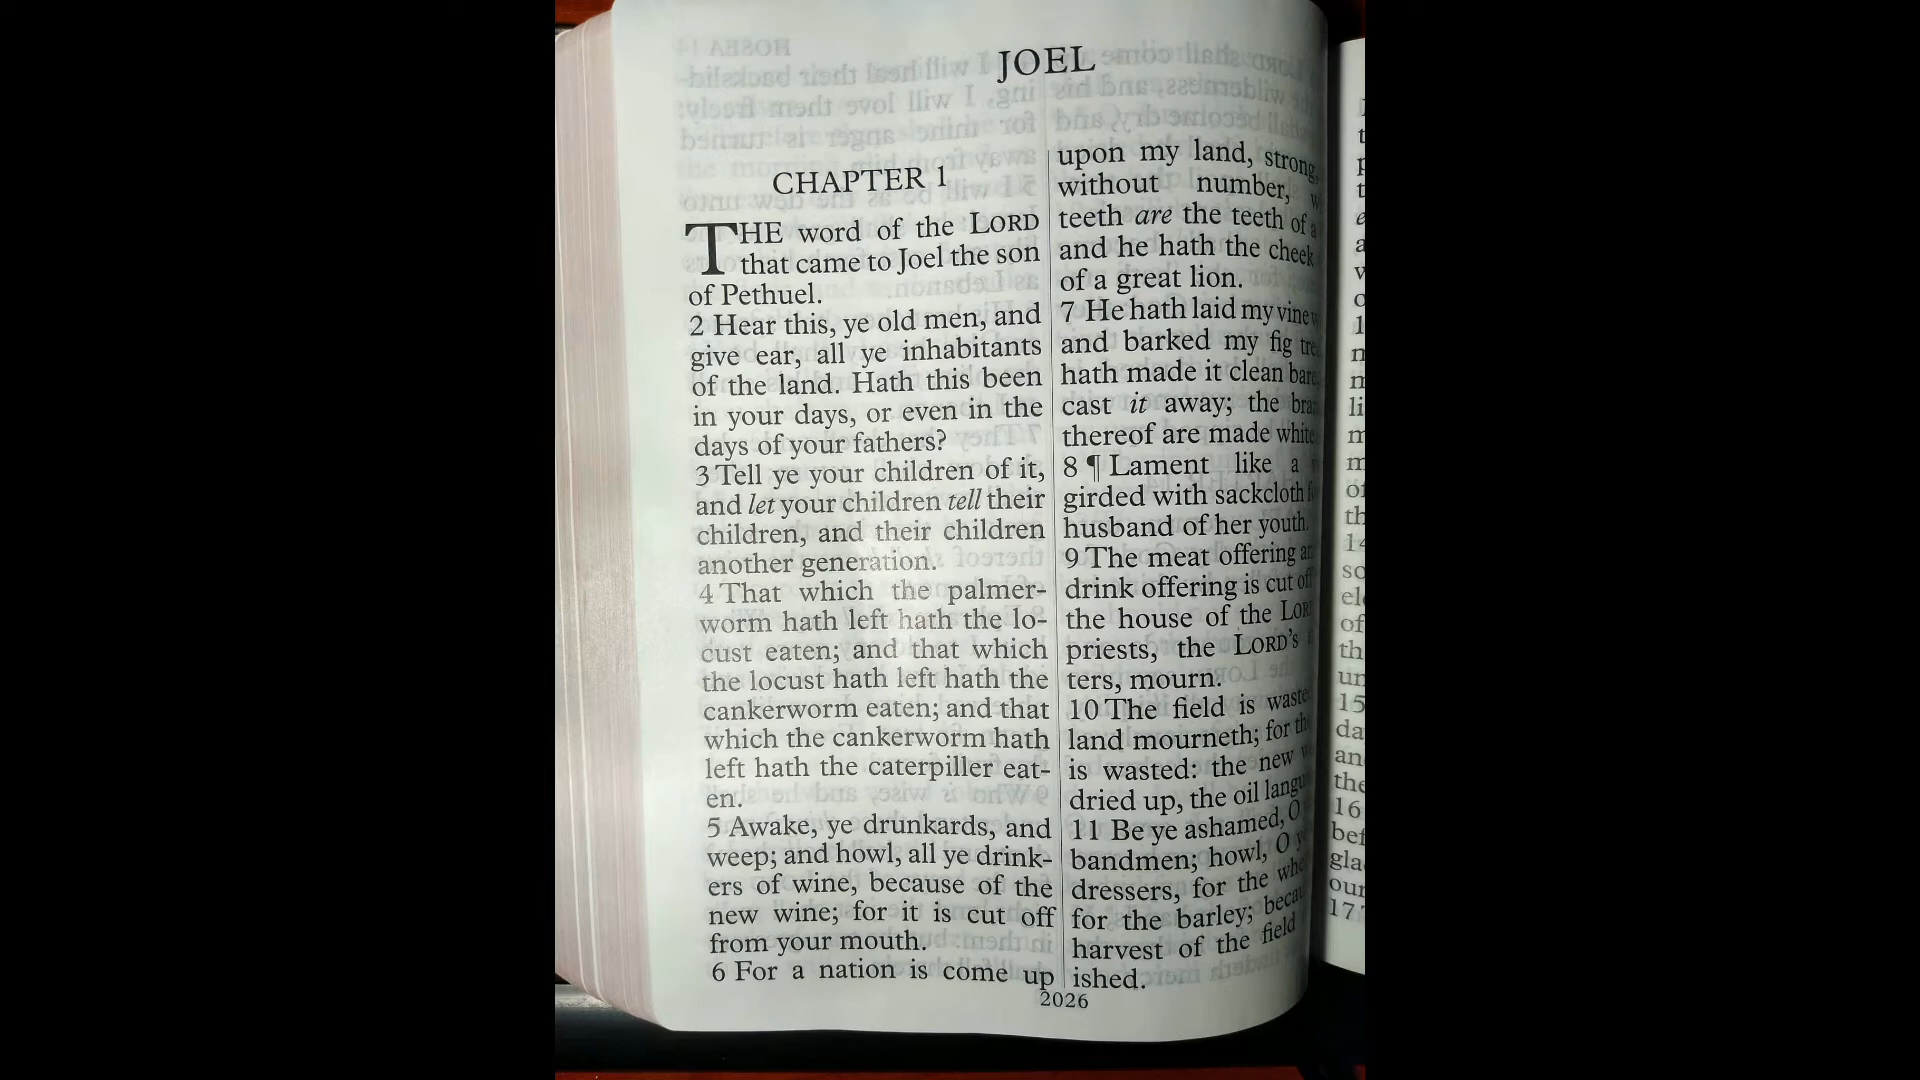 JOEL
CHAPTER 1
THE word of the LORD
that came to Joel the son
of Pethuel.
2 Hear this, ye old men, and
give ear, all ye inhabitants
of the land. Hath this been
in your days, or even in the
days of your fathers?
3 Tell ye your children of it,
and let your children tell their
children, and their children
another generation.
4 That which the palmer-
worm hath left hath the lo-
cust eaten; and that which
the locust hath left hath the
cankerworm eaten; and that
which the cankerworm hath
left hath the caterpiller eat-
en.
5 Awake, ye drunkards, and
weep; and howl, all ye drink-
ers of wine, because of the
new wine; for it is cut off
from your mouth.
6 For a nation is come up
upon my land, strong,
without number,
teeth are the teeth of a
and he hath the cheek
of a great lion.
7 He hath laid my vine
and barked my fig
hath made it clean
cast it away; the
thereof are made white
8 ¶ Lament like a
girded with sackcloth
husband of her youth.
9 The meat offering
drink offering is cut off
the house of the
priests, the LORD'S
ters, mourn.
10 The field is
land mourneth; for
is wasted: the new
dried up, the oil
11 Be ye ashamed, O
bandmen; howl, O
dressers, for the
for the barley;
harvest of the field
ished.
2026